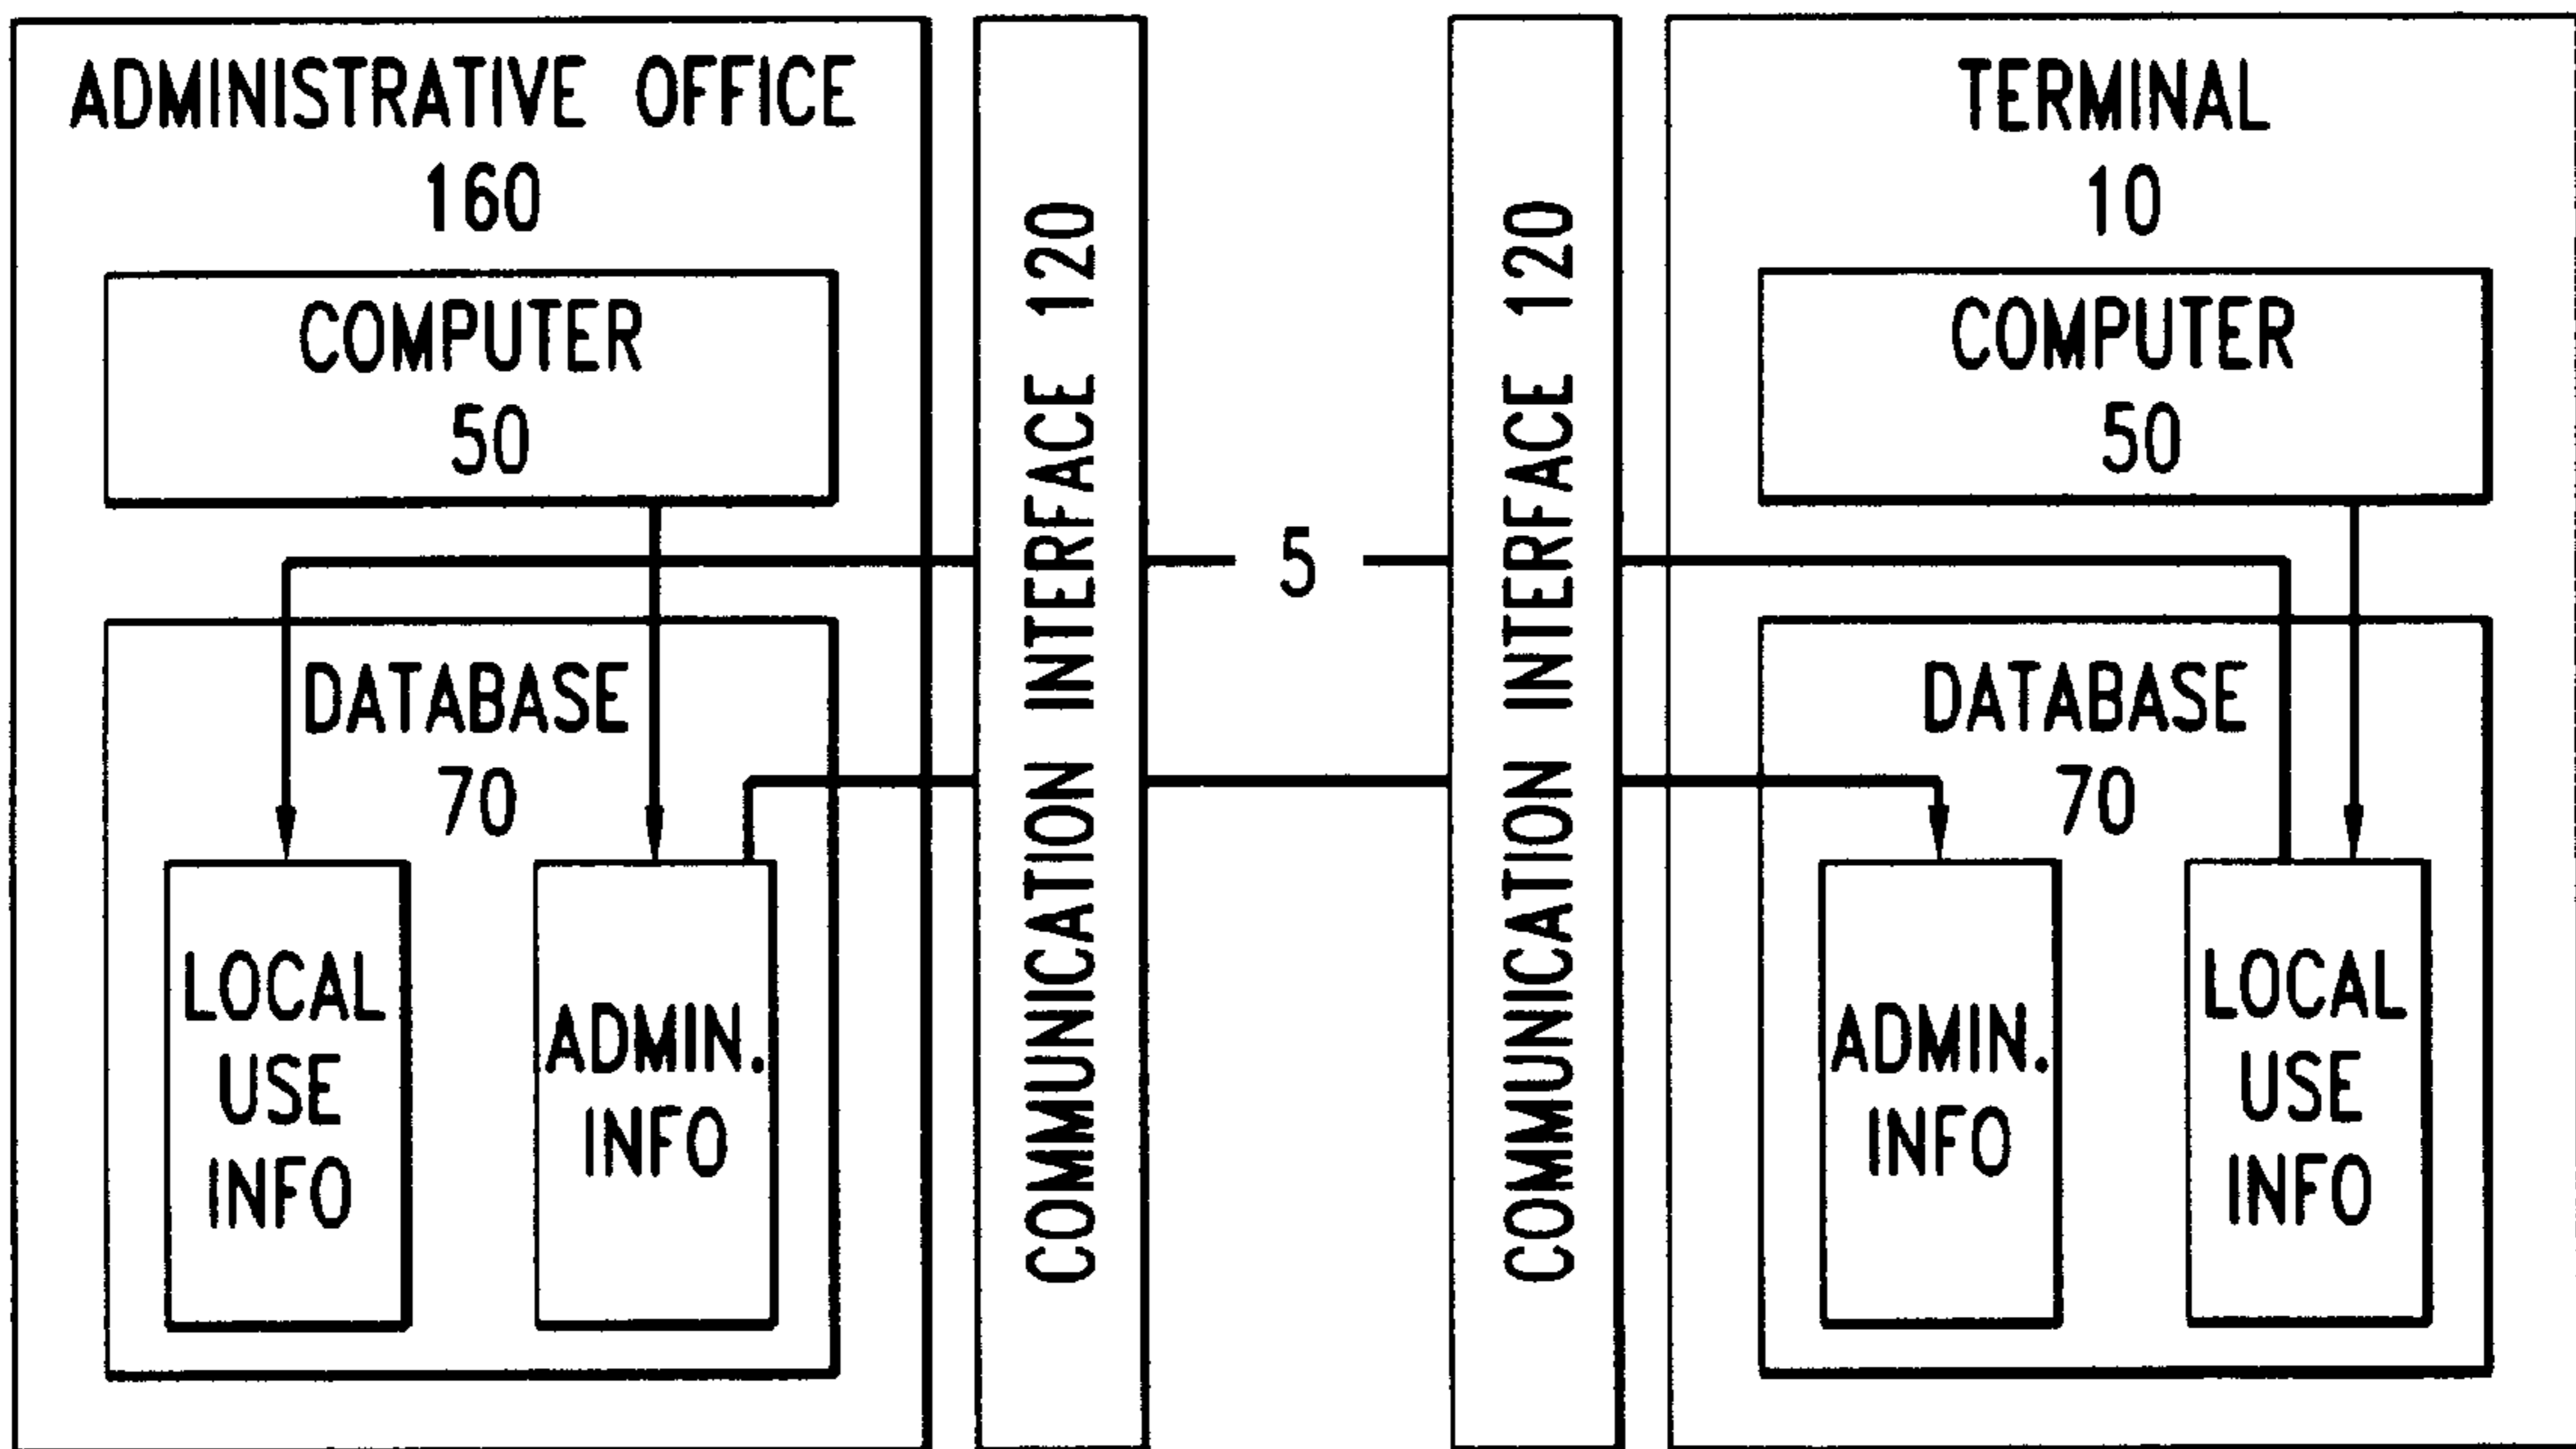 ADMINISTRATIVE OFFICE
160
COMPUTER
50
DATABASE
70
LOCAL
USE
INFO
ADMIN.
INFO
COMMUNICATION INTERFACE 120
5
COMMUNICATION INTERFACE 120
TERMINAL
10
COMPUTER
50
DATABASE
70
ADMIN.
INFO
LOCAL
USE
INFO